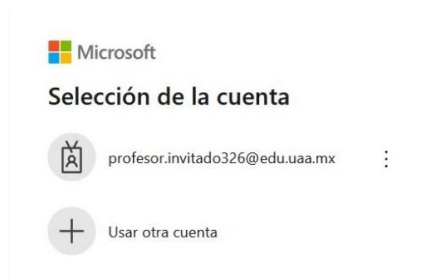 Microsoft
Selección de la cuenta
profesor.invitado326@edu.uaa.mx
Usar otra cuenta